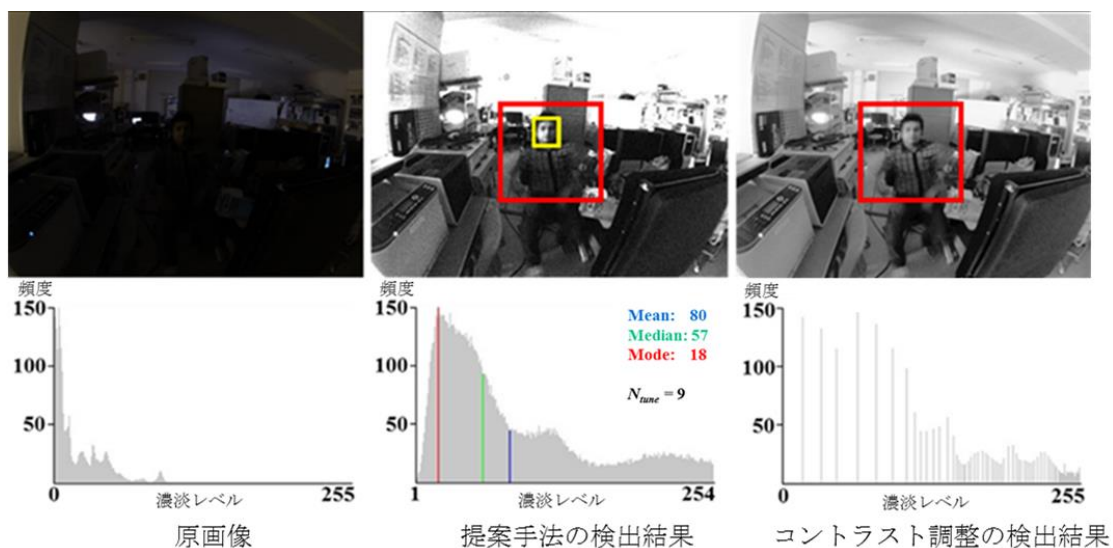 頻度
150
100
50
0
濃淡レベル
255
原画像
頻度
150
100
50
Mean: 80
Median: 57
Mode: 18
Ntune = 9
1
濃淡レベル
254
提案手法の検出結果
頻度
150
100
50
0
濃淡レベル
255
コントラスト調整の検出結果